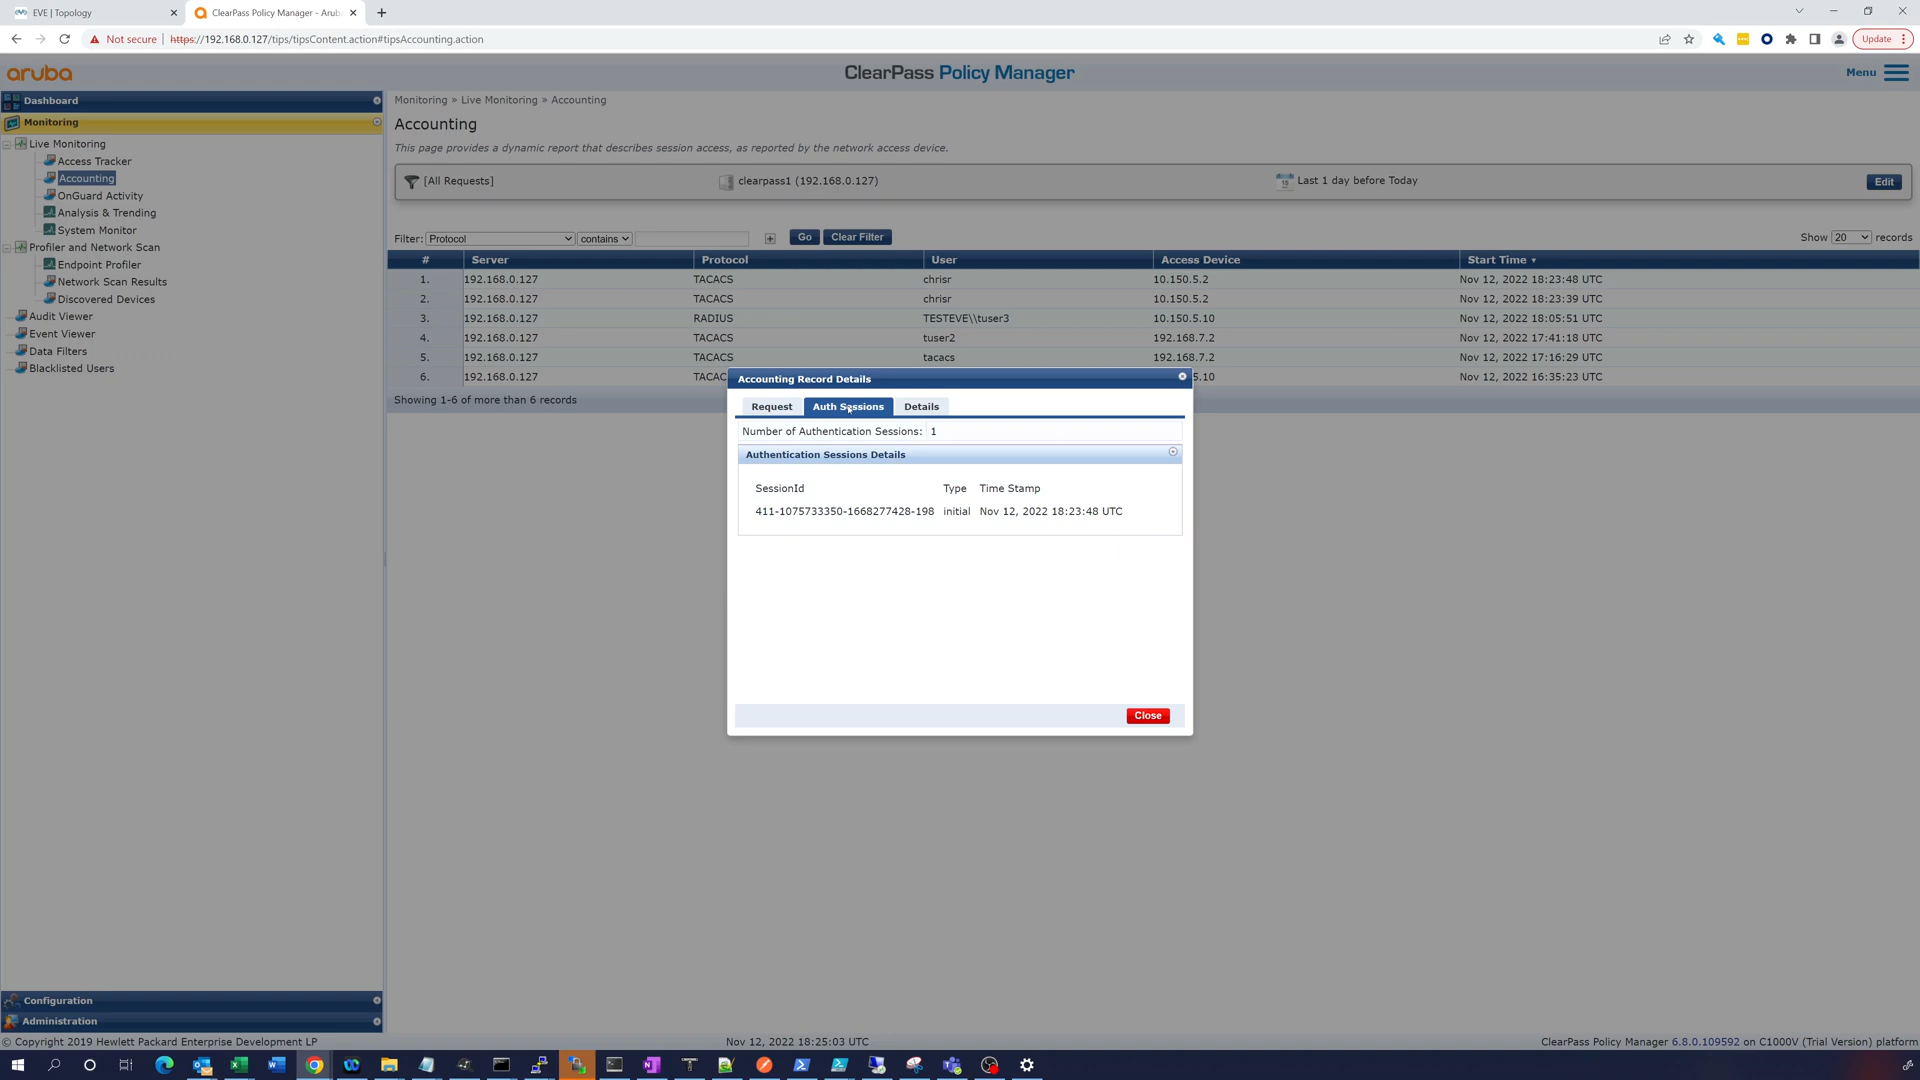 EVE | Topology
ClearPass Policy Manager - Arub
Not secure
https://192.168.0.127/tips/tipsContent.action#tipsAccounting.action
Update
aruba
ClearPass Policy Manager
Menu
Dashboard
Monitoring
Live Monitoring
Access Tracker
Accounting
OnGuard Activity
Analysis & Trending
System Monitor
Profiler and Network Scan
Endpoint Profiler
Network Scan Results
Discovered Devices
Audit Viewer
Event Viewer
Data Filters
Blacklisted Users
Configuration
Administration
Monitoring » Live Monitoring » Accounting
Accounting
This page provides a dynamic report that describes session access, as reported by the network access device.
[All Requests] clearpass1 (192.168.0.127) Last 1 day before Today Edit
Filter: Protocol contains Go Clear Filter Show 20 records
# Server Protocol User Access Device Start Time
1. 192.168.0.127 TACACS chrisr 10.150.5.2 Nov 12, 2022 18:23:48 UTC
2. 192.168.0.127 TACACS chrisr 10.150.5.2 Nov 12, 2022 18:23:39 UTC
3. 192.168.0.127 RADIUS TESTEVE\\tuser3 10.150.5.10 Nov 12, 2022 18:05:51 UTC
4. 192.168.0.127 TACACS tuser2 192.168.7.2 Nov 12, 2022 17:41:18 UTC
5. 192.168.0.127 TACACS tacacs 192.168.7.2 Nov 12, 2022 17:16:29 UTC
6. 192.168.0.127 TACAC 5.10 Nov 12, 2022 16:35:23 UTC
Showing 1-6 of more than 6 records
Accounting Record Details
Request Auth Sessions Details
Number of Authentication Sessions: 1
Authentication Sessions Details
SessionId Type Time Stamp
411-1075733350-1668277428-198 initial Nov 12, 2022 18:23:48 UTC
Close
© Copyright 2019 Hewlett Packard Enterprise Development LP
Nov 12, 2022 18:25:03 UTC
ClearPass Policy Manager 6.8.0.109592 on C1000V (Trial Version) platform